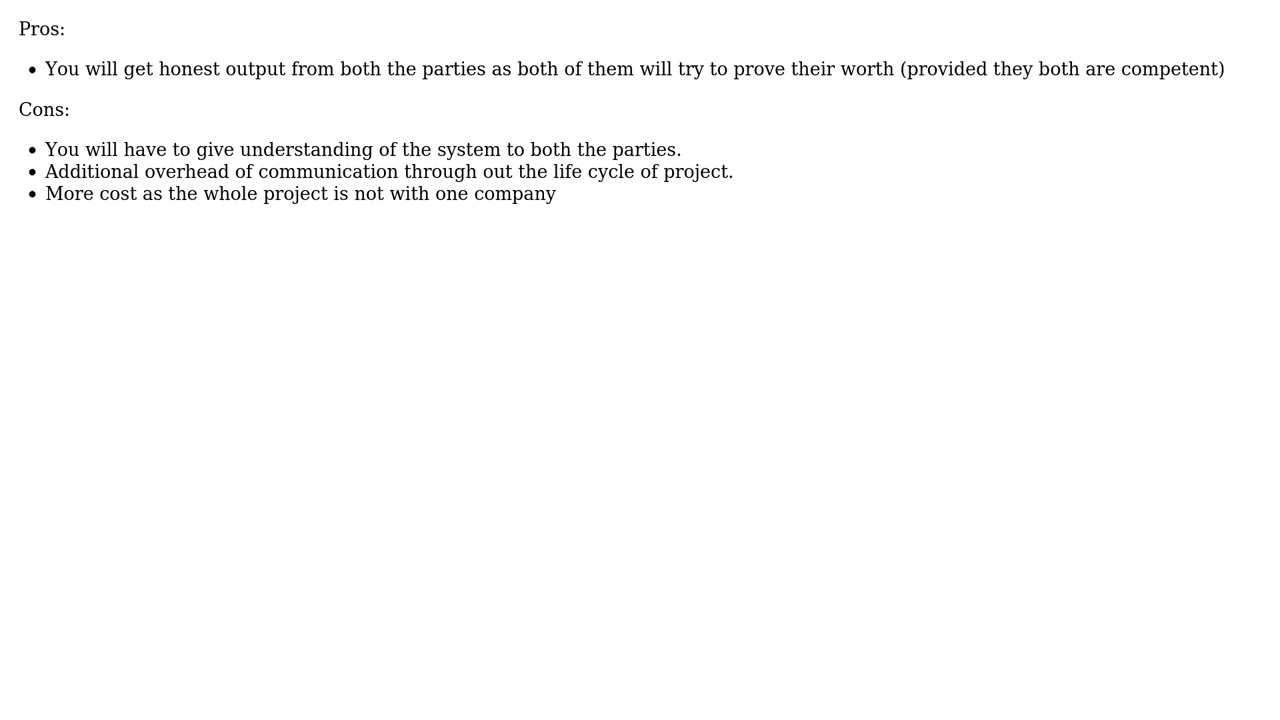 Pros:
• You will get honest output from both the parties as both of them will try to prove their worth (provided they both are competent)
Cons:
• You will have to give understanding of the system to both the parties.
• Additional overhead of communication through out the life cycle of project.
• More cost as the whole project is not with one company